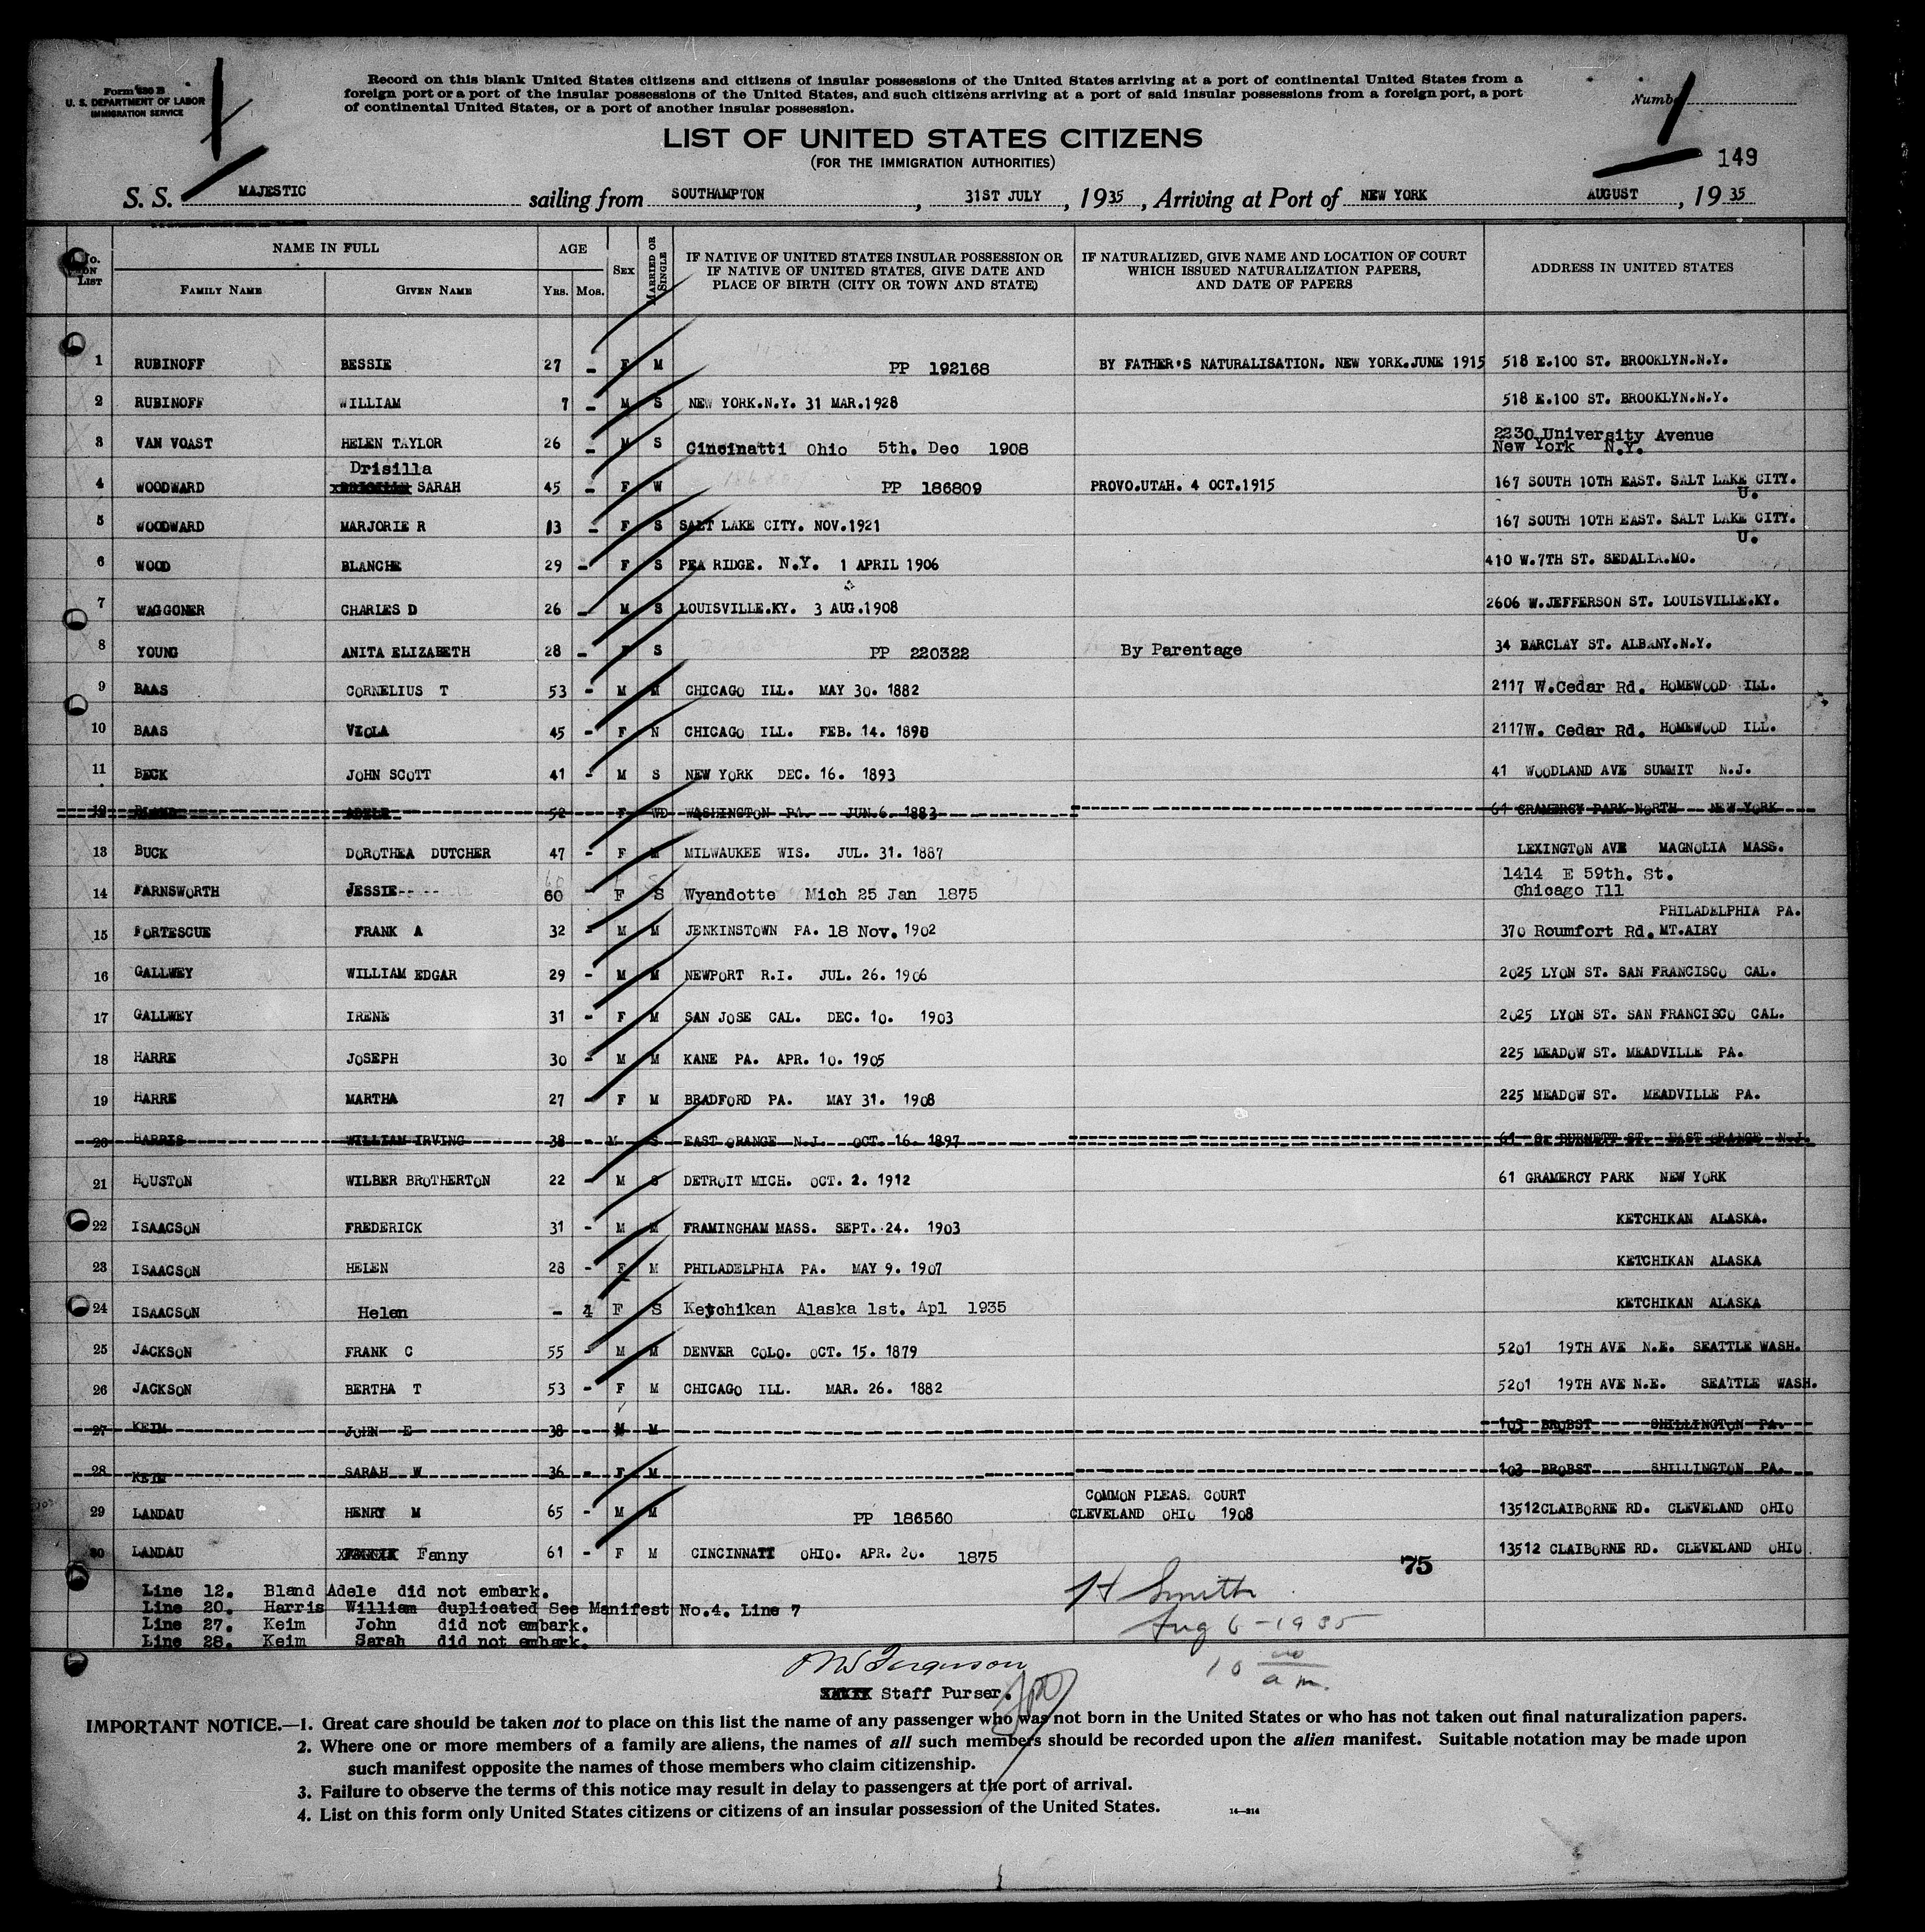 Form 630 B
U. S. DEPARTMENT OF LABOR
IMMIGRATION SERVICE
Record on this blank United States citizens and citizens of insular possessions of the United States arriving at a port of continental United States from a
foreign port or a port of the insular possessions of the United States, and such citizens arriving at a port of said insular possessions from a foreign port, a port
of continental United States, or a port of another insular possession.
Number 1
149
LIST OF UNITED STATES CITIZENS
(FOR THE IMMIGRATION AUTHORITIES)
S. S. MAJESTIC sailing from SOUTHAMPTON, 31ST JULY, 1935, Arriving at Port of NEW YORK AUGUST, 1935
No. on List
NAME IN FULL
Family Name Given Name
AGE
Yrs. Mos.
Sex
Married or Single
IF NATIVE OF UNITED STATES INSULAR POSSESSION OR
IF NATIVE OF UNITED STATES, GIVE DATE AND
PLACE OF BIRTH (CITY OR TOWN AND STATE)
IF NATURALIZED, GIVE NAME AND LOCATION OF COURT
WHICH ISSUED NATURALIZATION PAPERS,
AND DATE OF PAPERS
ADDRESS IN UNITED STATES
1 RUBINOFF BESSIE 27 - F M PP 192168 BY FATHER'S NATURALISATION. NEW YORK.JUNE 1915 518 E.100 ST. BROOKLYN.N.Y.
2 RUBINOFF WILLIAM 7 - M S NEW YORK.N.Y. 31 MAR.1928 518 E.100 ST. BROOKLYN.N.Y.
3 VAN VOAST HELEN TAYLOR 26 - M S Cincinatti Ohio 5th. Dec 1908 2230 University Avenue
New York N.Y.
Drisilla
4 WOODWARD SARAH 45 - F W PP 186809 PROVO.UTAH. 4 OCT.1915 167 SOUTH 10TH EAST. SALT LAKE CITY.
U.
5 WOODWARD MARJORIE R 13 - F S SALT LAKE CITY. NOV.1921 167 SOUTH 10TH EAST. SALT LAKE CITY.
U.
6 WOOD BLANCHE 29 - F S PEA RIDGE. N.Y. 1 APRIL 1906 410 W.7TH ST. SEDALIA.MO.
7 WAGGONER CHARLES D 26 - M S LOUISVILLE.KY. 3 AUG.1908 2606 W.JEFFERSON ST. LOUISVILLE.KY.
8 YOUNG ANITA ELIZABETH 28 - F S PP 220322 By Parentage 34 BARCLAY ST. ALBANY.N.Y.
9 BAAS CORNELIUS T 53 - M M CHICAGO ILL. MAY 30. 1882 2117 W.Cedar Rd. HOMEWOOD ILL.
10 BAAS VIOLA 45 - F N CHICAGO ILL. FEB. 14. 1890 2117W. Cedar Rd. HOMEWOOD ILL.
11 BECK JOHN SCOTT 41 - M S NEW YORK DEC. 16. 1893 41 WOODLAND AVE SUMMIT N.J.
12 BLAND ADELE 52 - F WD WASHINGTON PA. JUN.6. 1883 61 GRAMERCY PARK NORTH NEW YORK
13 BUCK DOROTHEA DUTCHER 47 - F M MILWAUKEE WIS. JUL. 31. 1887 LEXINGTON AVE MAGNOLIA MASS.
14 FARNSWORTH JESSIE 60 - F S Wyandotte Mich 25 Jan 1875 1414 E 59th. St.
Chicago Ill
PHILADELPHIA PA.
15 FORTESCUE FRANK A 32 - M M JENKINSTOWN PA. 18 Nov. 1902 370 Roumfort Rd. MT.AIRY
16 GALLWEY WILLIAM EDGAR 29 - M M NEWPORT R.I. JUL. 26. 1906 2025 LYON ST. SAN FRANCISCO CAL.
17 GALLWEY IRENE 31 - F M SAN JOSE CAL. DEC. 10. 1903 2025 LYON ST. SAN FRANCISCO CAL.
18 HARRE JOSEPH 30 - M M KANE PA. APR. 10. 1905 225 MEADOW ST. MEADVILLE PA.
19 HARRE MARTHA 27 - F M BRADFORD PA. MAY 31. 1908 225 MEADOW ST. MEADVILLE PA.
20 HARRIS WILLIAM IRVING 38 - M S EAST ORANGE N.J. OCT. 16. 1897 61 S. BURNETT ST. EAST ORANGE N.J.
21 HOUSTON WILBER BROTHERTON 22 - M S DETROIT MICH. OCT. 2. 1912 61 GRAMERCY PARK NEW YORK
22 ISAACSON FREDERICK 31 - M M FRAMINGHAM MASS. SEPT. 24. 1903 KETCHIKAN ALASKA.
23 ISAACSON HELEN 28 - F M PHILADELPHIA PA. MAY 9. 1907 KETCHIKAN ALASKA
24 ISAACSON Helen - 4 F S Ketchikan Alaska 1st. Apl 1935 KETCHIKAN ALASKA
25 JACKSON FRANK C 55 - M M DENVER COLO. OCT. 15. 1879 5201 19TH AVE N.E. SEATTLE WASH.
26 JACKSON BERTHA T 53 - F M CHICAGO ILL. MAR. 26. 1882 5201 19TH AVE N.E. SEATTLE WASH.
27 KEIM JOHN E 38 - M M 103 BROBST SHILLINGTON PA.
28 KEIM SARAH W 36 - F M 103 BROBST SHILLINGTON PA.
COMMON PLEAS. COURT
29 LANDAU HENRY M 65 - M M PP 186560 CLEVELAND OHIO 1908 13512 CLAIBORNE RD. CLEVELAND OHIO
30 LANDAU Fanny 61 - F M CINCINNATI OHIO. APR. 20. 1875 13512 CLAIBORNE RD. CLEVELAND OHIO
75
Line 12. Bland Adele did not embark.
Line 20. Harris William duplicated See Manifest No.4. Line 7
Line 27. Keim John did not embark.
Line 28. Keim Sarah did not embark.
H Smith
Aug 6-1935
10 00 a m.
Ferguson
Staff Purser.
IMPORTANT NOTICE.—1. Great care should be taken not to place on this list the name of any passenger who was not born in the United States or who has not taken out final naturalization papers.
2. Where one or more members of a family are aliens, the names of all such members should be recorded upon the alien manifest. Suitable notation may be made upon
such manifest opposite the names of those members who claim citizenship.
3. Failure to observe the terms of this notice may result in delay to passengers at the port of arrival.
4. List on this form only United States citizens or citizens of an insular possession of the United States.
14—814